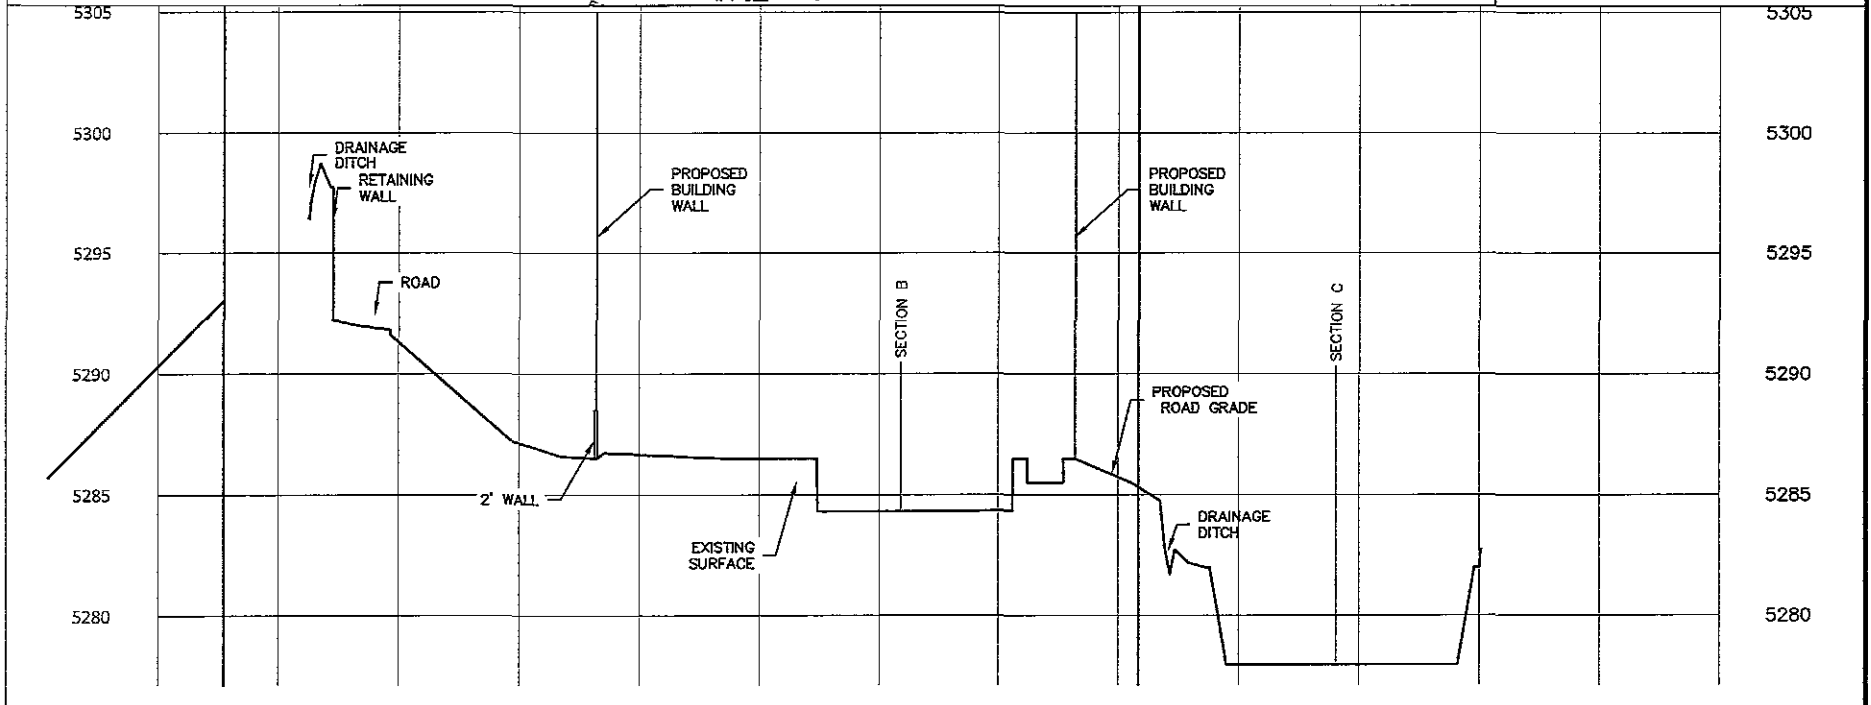 5305
5305
5300
5300
DRAINAGE
DITCH
RETAINING
WALL
PROPOSED
BUILDING
WALL
PROPOSED
BUILDING
WALL
5295
5295
ROAD
SECTION B
SECTION C
5290
5290
PROPOSED
ROAD GRADE
2' WALL
5285
5285
DRAINAGE
DITCH
EXISTING
SURFACE
5280
5280